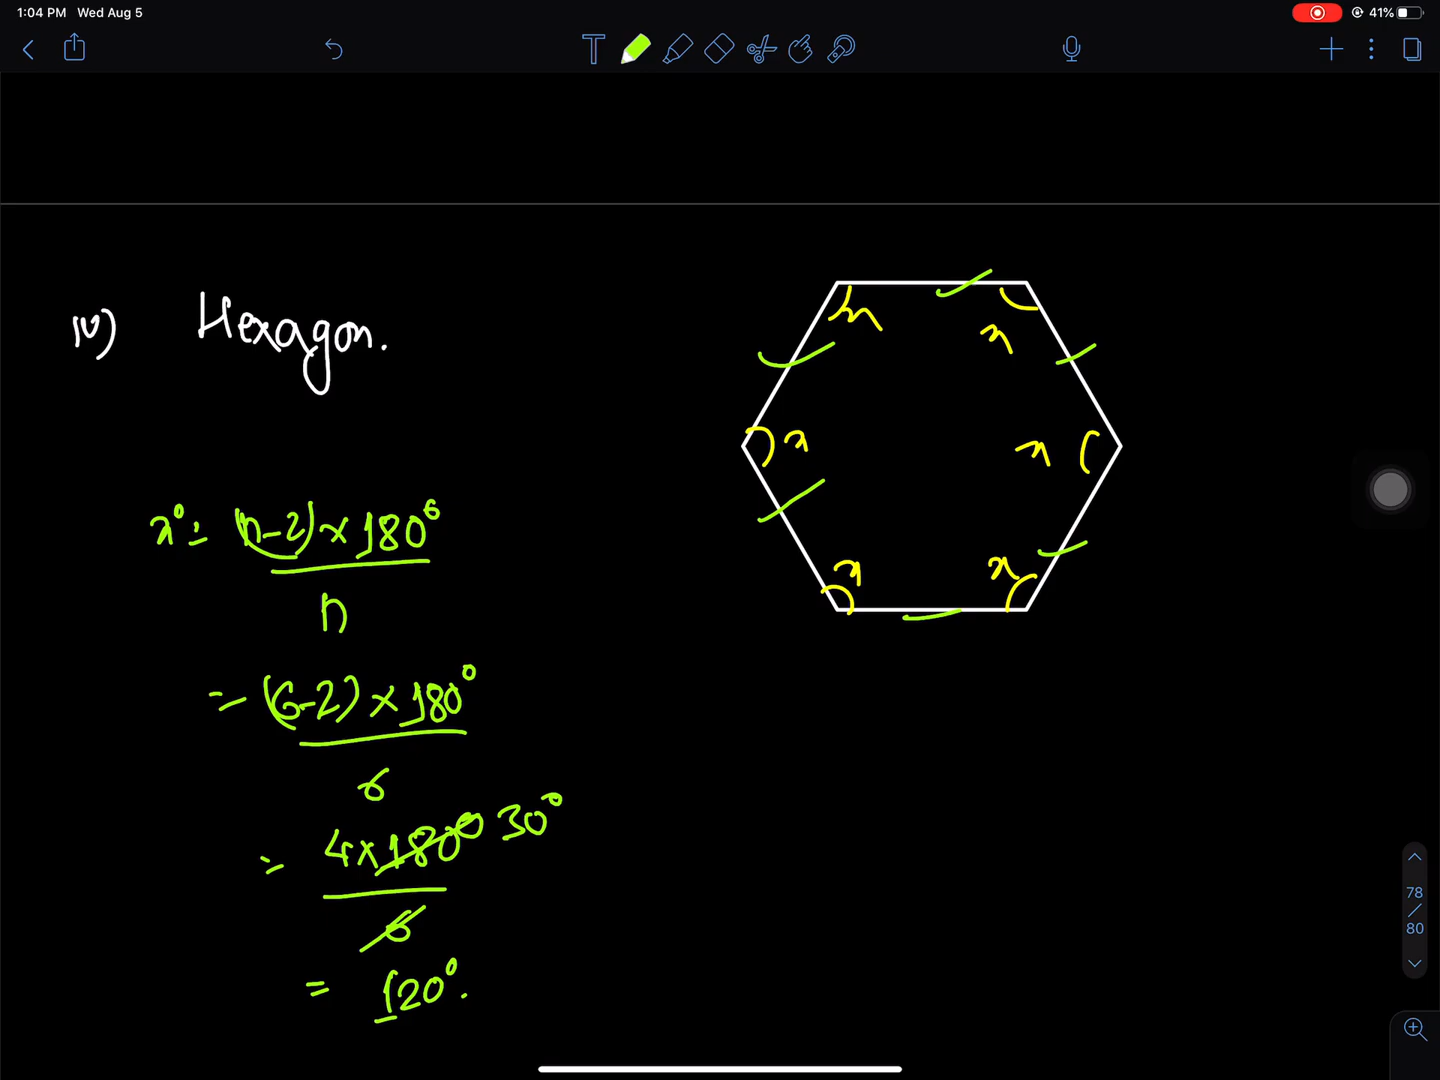 1:04 PM Wed Aug 5
41%
T
iv) Hexagon.
x x
x x
x x
x° = (n-2) × 180°
n
= (6-2) × 180°
6
= 4 × 180° 30°
6
= 120°.
78
/
80